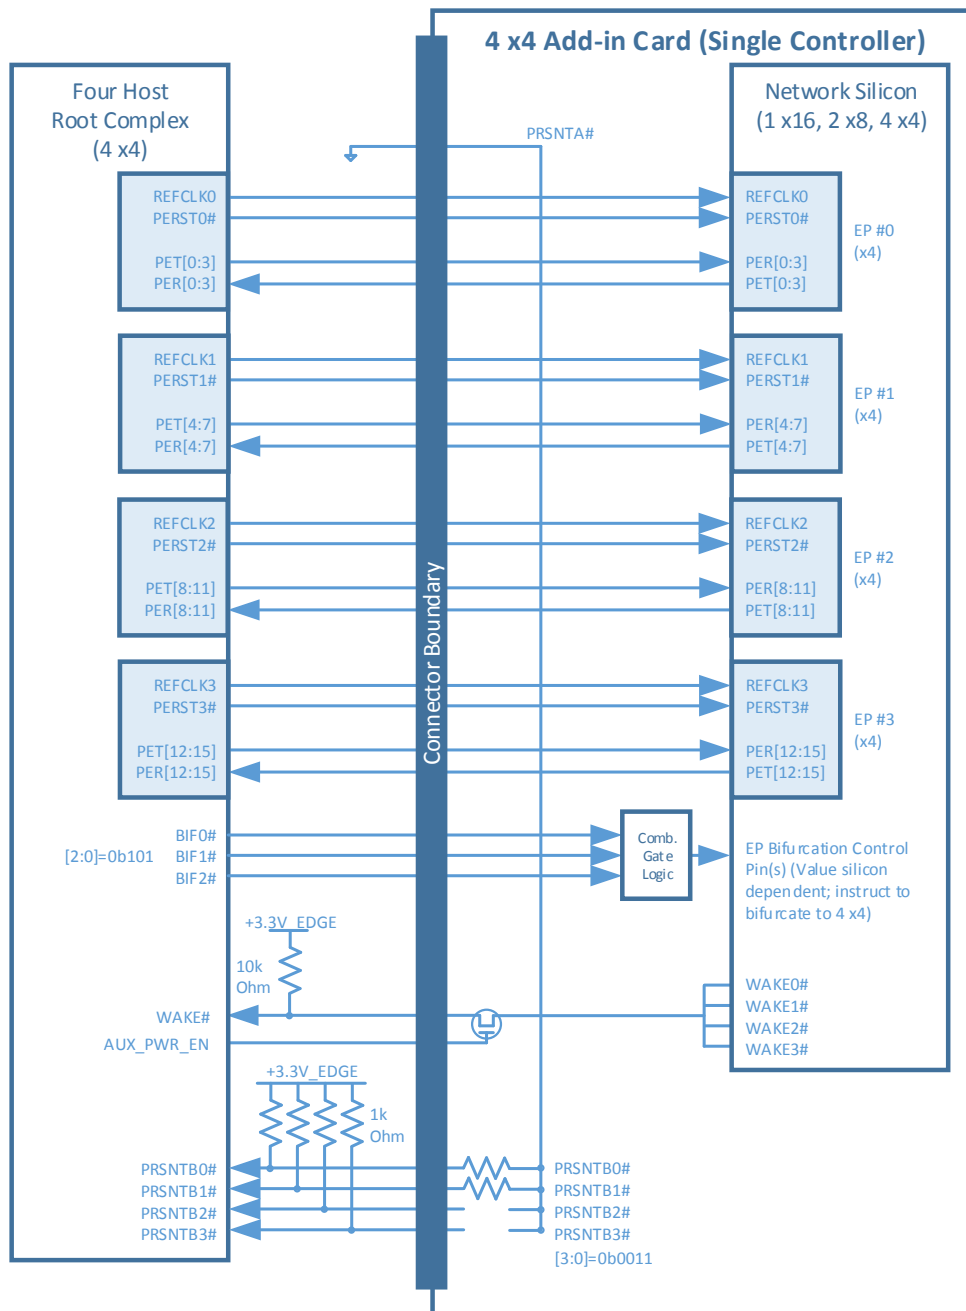 4 x4 Add-in Card (Single Controller)
Four Host
Root Complex
(4 x4)
Network Silicon
(1 x16, 2 x8, 4 x4)
PRSNTA#
REFCLK0
PERST0#
PET[0:3]
PER[0:3]
REFCLK0
PERST0#
PER[0:3]
PET[0:3]
EP #0
(x4)
REFCLK1
PERST1#
PET[4:7]
PER[4:7]
REFCLK1
PERST1#
PER[4:7]
PET[4:7]
EP #1
(x4)
REFCLK2
PERST2#
PET[8:11]
PER[8:11]
REFCLK2
PERST2#
PER[8:11]
PET[8:11]
EP #2
(x4)
Connector Boundary
REFCLK3
PERST3#
PET[12:15]
PER[12:15]
REFCLK3
PERST3#
PER[12:15]
PET[12:15]
EP #3
(x4)
BIF0#
[2:0]=0b101
BIF1#
BIF2#
Comb.
Gate
Logic
EP Bifurcation Control
Pin(s) (Value silicon
dependent; instruct to
bifurcate to 4 x4)
+3.3V_EDGE
10k
Ohm
WAKE#
AUX_PWR_EN
WAKE0#
WAKE1#
WAKE2#
WAKE3#
+3.3V_EDGE
1k
Ohm
PRSNTB0#
PRSNTB1#
PRSNTB2#
PRSNTB3#
PRSNTB0#
PRSNTB1#
PRSNTB2#
PRSNTB3#
[3:0]=0b0011